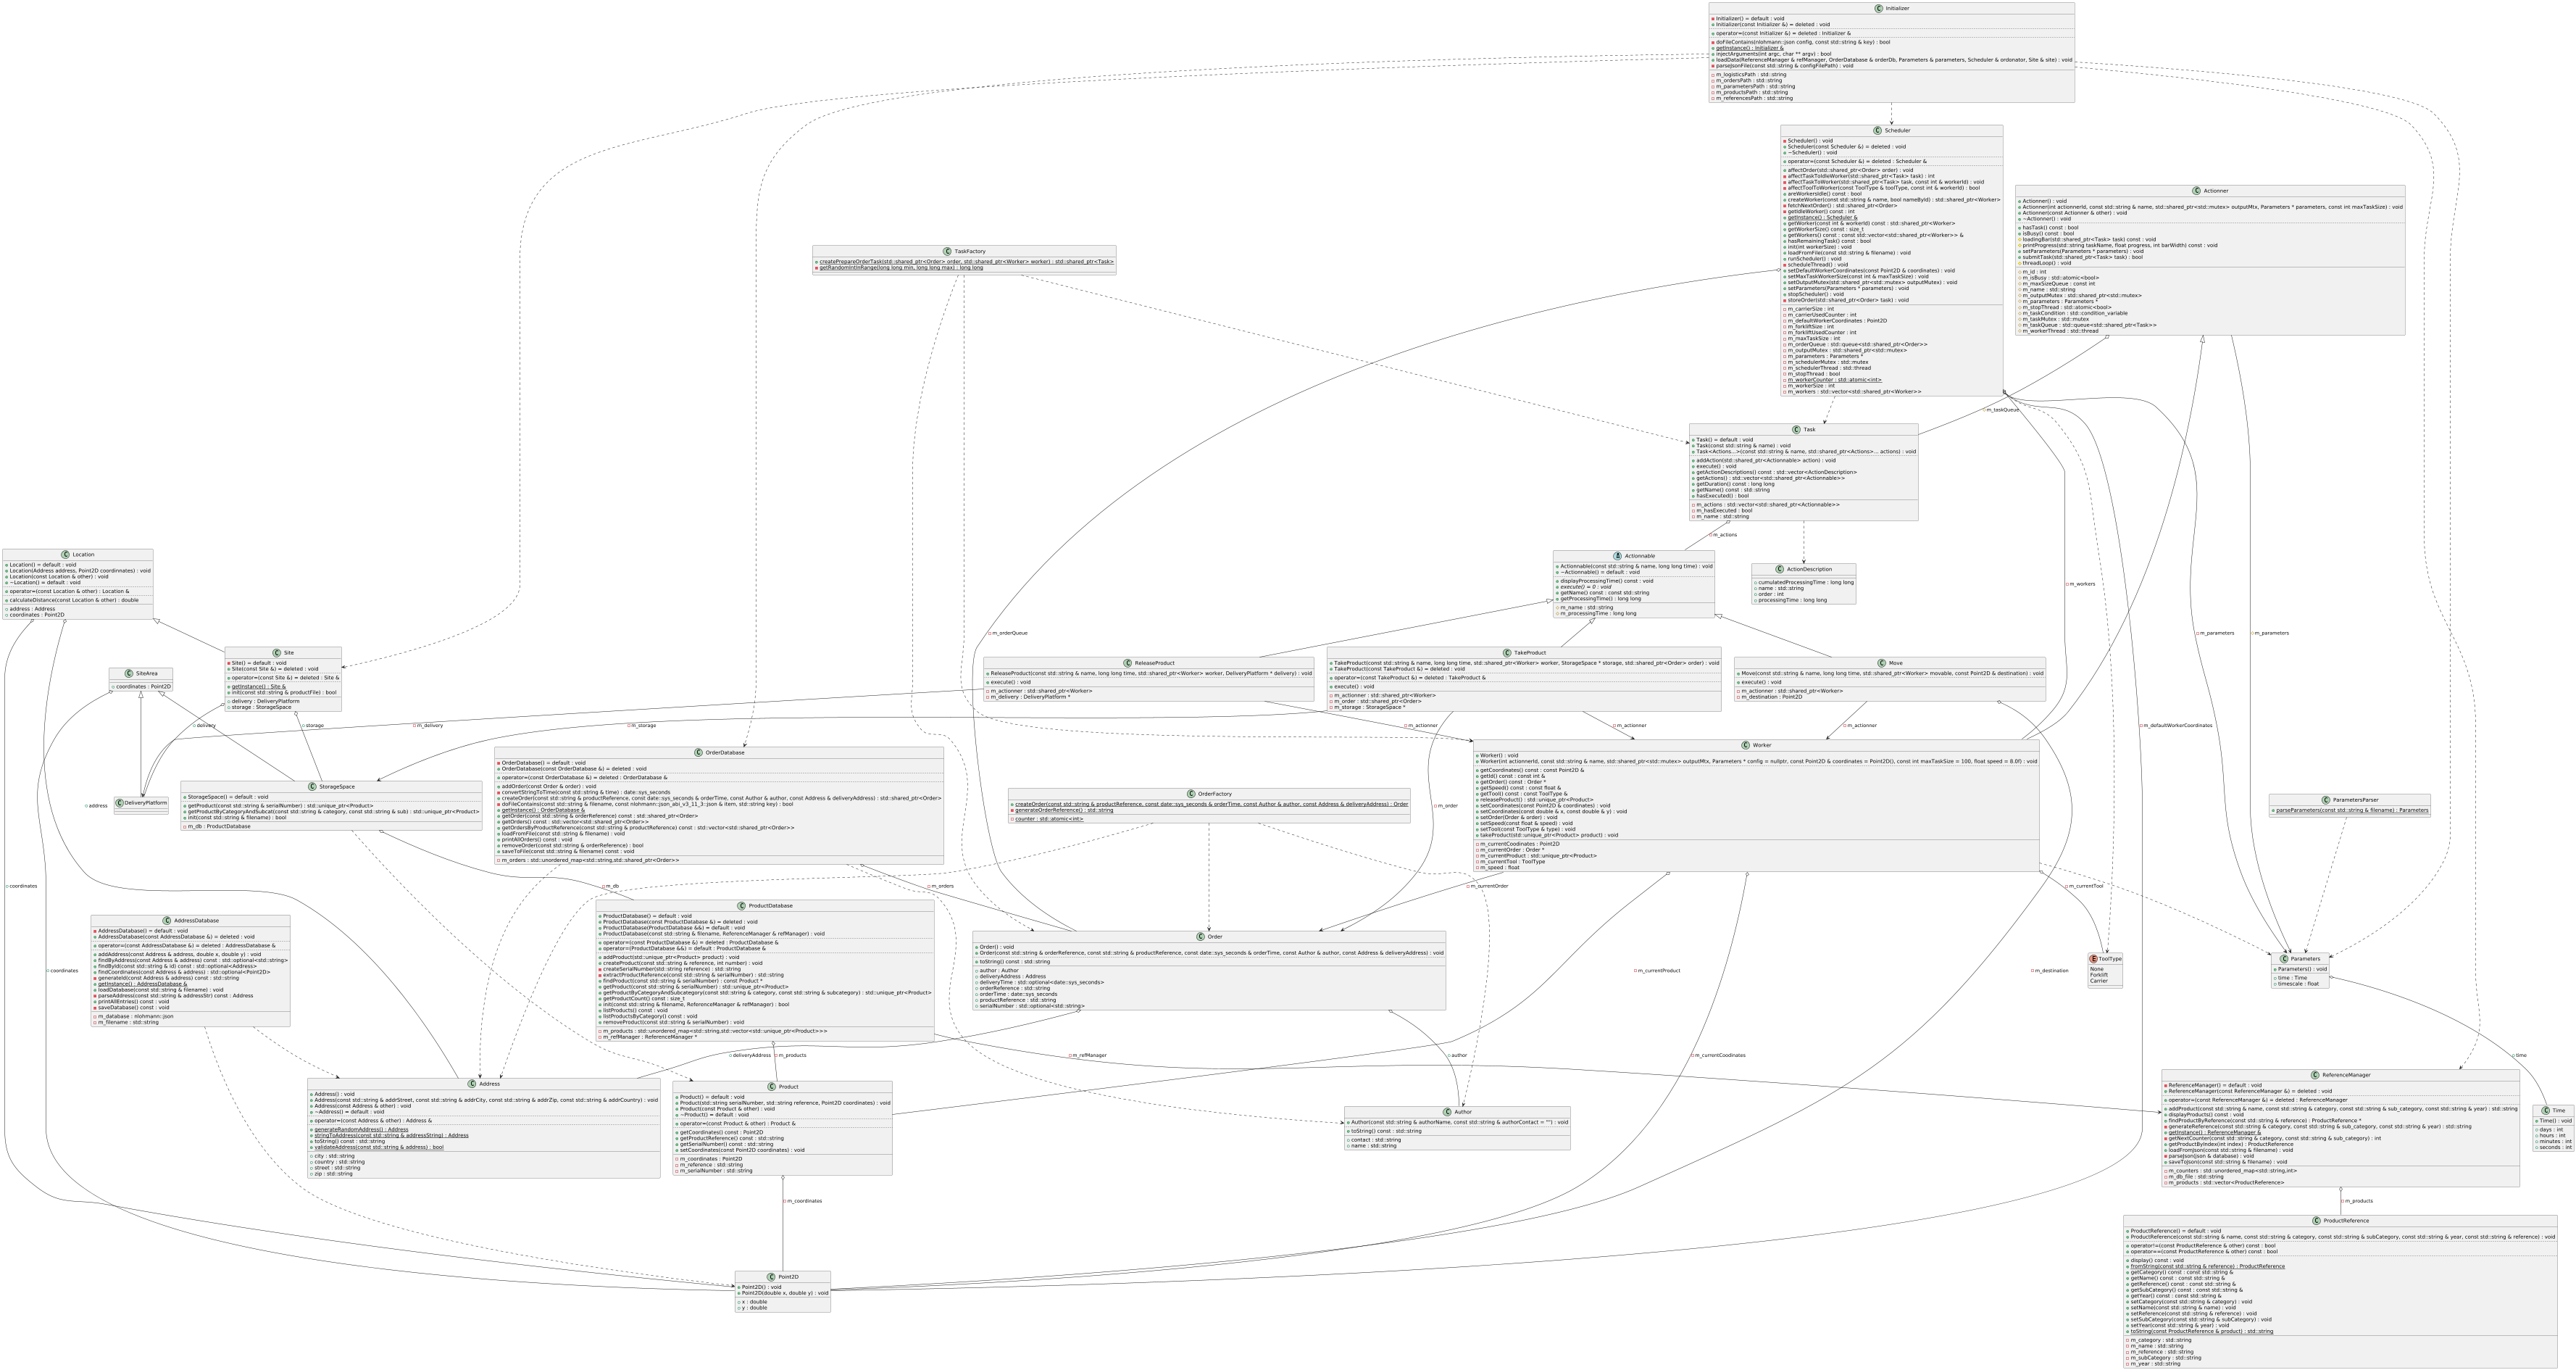 Initializer
Initializer() = default : void
Initializer(const Initializer &) = deleted : void
operator=(const Initializer &) = deleted : Initializer &
doFileContains(nlohmann::json config, const std::string & key) : bool
getInstance() : Initializer &
injectArguments(int argc, char ** argv) : bool
loadData(ReferenceManager & refManager, OrderDatabase & orderDb, Parameters & parameters, Scheduler & ordonator, Site & site) : void
parseJsonFile(const std::string & configFilePath) : void
m_logisticsPath : std::string
m_ordersPath : std::string
m_parametersPath : std::string
m_productsPath : std::string
m_referencesPath : std::string
Scheduler
Scheduler() : void
Scheduler(const Scheduler &) = deleted : void
~Scheduler() : void
operator=(const Scheduler &) = deleted : Scheduler &
affectOrder(std::shared_ptr<Order> order) : void
affectTaskToIdleWorker(std::shared_ptr<Task> task) : int
affectTaskToWorker(std::shared_ptr<Task> task, const int & workerId) : void
affectToolToWorker(const ToolType & toolType, const int & workerId) : bool
areWorkersIdle() const : bool
createWorker(const std::string & name, bool nameById) : std::shared_ptr<Worker>
fetchNextOrder() : std::shared_ptr<Order>
getIdleWorker() const : int
getInstance() : Scheduler &
getWorker(const int & workerId) const : std::shared_ptr<Worker>
getWorkerSize() const : size_t
getWorkers() const : const std::vector<std::shared_ptr<Worker>> &
hasRemainingTask() const : bool
init(int workerSize) : void
loadFromFile(const std::string & filename) : void
runScheduler() : void
scheduleThread() : void
setDefaultWorkerCoordinates(const Point2D & coordinates) : void
setMaxTaskWorkerSize(const int & maxTaskSize) : void
setOutputMutex(std::shared_ptr<std::mutex> outputMutex) : void
setParameters(Parameters * parameters) : void
stopScheduler() : void
storeOrder(std::shared_ptr<Order> task) : void
m_carrierSize : int
m_carrierUsedCounter : int
m_defaultWorkerCoordinates : Point2D
m_forkliftSize : int
m_forkliftUsedCounter : int
m_maxTaskSize : int
m_orderQueue : std::queue<std::shared_ptr<Order>>
m_outputMutex : std::shared_ptr<std::mutex>
m_parameters : Parameters *
m_schedulerMutex : std::mutex
m_schedulerThread : std::thread
m_stopThread : bool
m_workerCounter : std::atomic<int>
m_workerSize : int
m_workers : std::vector<std::shared_ptr<Worker>>
Actionner
Actionner() : void
Actionner(int actionnerId, const std::string & name, std::shared_ptr<std::mutex> outputMtx, Parameters * parameters, const int maxTaskSize) : void
Actionner(const Actionner & other) : void
~Actionner() : void
hasTask() const : bool
isBusy() const : bool
loadingBar(std::shared_ptr<Task> task) const : void
printProgress(std::string taskName, float progress, int barWidth) const : void
setParameters(Parameters * parameters) : void
submitTask(std::shared_ptr<Task> task) : bool
threadLoop() : void
m_id : int
m_isBusy : std::atomic<bool>
m_maxSizeQueue : const int
m_name : std::string
m_outputMutex : std::shared_ptr<std::mutex>
m_parameters : Parameters *
m_stopThread : std::atomic<bool>
m_taskCondition : std::condition_variable
m_taskMutex : std::mutex
m_taskQueue : std::queue<std::shared_ptr<Task>>
m_workerThread : std::thread
TaskFactory
createPrepareOrderTask(std::shared_ptr<Order> order, std::shared_ptr<Worker> worker) : std::shared_ptr<Task>
getRandomIntInRange(long long min, long long max) : long long
m_taskQueue
Task
Task() = default : void
Task(const std::string & name) : void
Task<Actions...>(const std::string & name, std::shared_ptr<Actions>... actions) : void
addAction(std::shared_ptr<Actionnable> action) : void
execute() : void
getActionDescriptions() const : std::vector<ActionDescription>
getActions() : std::vector<std::shared_ptr<Actionnable>>
getDuration() const : long long
getName() const : std::string
hasExecuted() : bool
m_actions : std::vector<std::shared_ptr<Actionnable>>
m_hasExecuted : bool
m_name : std::string
m_actions
Actionnable
Actionnable(const std::string & name, long long time) : void
~Actionnable() = default : void
displayProcessingTime() const : void
execute() = 0 : void
getName() const : const std::string
getProcessingTime() : long long
m_name : std::string
m_processingTime : long long
ActionDescription
cumulatedProcessingTime : long long
name : std::string
order : int
processingTime : long long
m_workers
Location
Location() = default : void
Location(Address address, Point2D coordinnates) : void
Location(const Location & other) : void
~Location() = default : void
operator=(const Location & other) : Location &
calculateDistance(const Location & other) : double
address : Address
coordinates : Point2D
m_orderQueue
m_parameters
m_parameters
Site
Site() = default : void
Site(const Site &) = deleted : void
operator=(const Site &) = deleted : Site &
getInstance() : Site &
init(const std::string & productFile) : bool
delivery : DeliveryPlatform
storage : StorageSpace
SiteArea
coordinates : Point2D
ReleaseProduct
ReleaseProduct(const std::string & name, long long time, std::shared_ptr<Worker> worker, DeliveryPlatform * delivery) : void
execute() : void
m_actionner : std::shared_ptr<Worker>
m_delivery : DeliveryPlatform *
TakeProduct
TakeProduct(const std::string & name, long long time, std::shared_ptr<Worker> worker, StorageSpace * storage, std::shared_ptr<Order> order) : void
TakeProduct(const TakeProduct &) = deleted : void
operator=(const TakeProduct &) = deleted : TakeProduct &
execute() : void
m_actionner : std::shared_ptr<Worker>
m_order : std::shared_ptr<Order>
m_storage : StorageSpace *
Move
Move(const std::string & name, long long time, std::shared_ptr<Worker> movable, const Point2D & destination) : void
execute() : void
m_actionner : std::shared_ptr<Worker>
m_destination : Point2D
delivery
storage
m_delivery
m_storage
m_actionner
m_actionner
m_actionner
m_defaultWorkerCoordinates
OrderDatabase
OrderDatabase() = default : void
OrderDatabase(const OrderDatabase &) = deleted : void
operator=(const OrderDatabase &) = deleted : OrderDatabase &
addOrder(const Order & order) : void
convertStringToTime(const std::string & time) : date::sys_seconds
createOrder(const std::string & productReference, const date::sys_seconds & orderTime, const Author & author, const Address & deliveryAddress) : std::shared_ptr<Order>
doFileContains(const std::string & filename, const nlohmann::json_abi_v3_11_3::json & item, std::string key) : bool
getInstance() : OrderDatabase &
getOrder(const std::string & orderReference) const : std::shared_ptr<Order>
getOrders() const : std::vector<std::shared_ptr<Order>>
getOrdersByProductReference(const std::string & productReference) const : std::vector<std::shared_ptr<Order>>
loadFromFile(const std::string & filename) : void
printAllOrders() const : void
removeOrder(const std::string & orderReference) : bool
saveToFile(const std::string & filename) const : void
m_orders : std::unordered_map<std::string,std::shared_ptr<Order>>
Worker
Worker() : void
Worker(int actionnerId, const std::string & name, std::shared_ptr<std::mutex> outputMtx, Parameters * config = nullptr, const Point2D & coordinates = Point2D(), const int maxTaskSize = 100, float speed = 8.0f) : void
getCoordinates() const : const Point2D &
getId() const : const int &
getOrder() const : Order *
getSpeed() const : const float &
getTool() const : const ToolType &
releaseProduct() : std::unique_ptr<Product>
setCoordinates(const Point2D & coordinates) : void
setCoordinates(const double & x, const double & y) : void
setOrder(Order & order) : void
setSpeed(const float & speed) : void
setTool(const ToolType & type) : void
takeProduct(std::unique_ptr<Product> product) : void
m_currentCoodinates : Point2D
m_currentOrder : Order *
m_currentProduct : std::unique_ptr<Product>
m_currentTool : ToolType
m_speed : float
StorageSpace
StorageSpace() = default : void
getProduct(const std::string & serialNumber) : std::unique_ptr<Product>
getProductByCategoryAndSubcat(const std::string & category, const std::string & sub) : std::unique_ptr<Product>
init(const std::string & filename) : bool
m_db : ProductDatabase
address
DeliveryPlatform
OrderFactory
createOrder(const std::string & productReference, const date::sys_seconds & orderTime, const Author & author, const Address & deliveryAddress) : Order
generateOrderReference() : std::string
counter : std::atomic<int>
m_order
ParametersParser
parseParameters(const std::string & filename) : Parameters
coordinates
m_db
m_orders
m_currentOrder
m_currentTool
AddressDatabase
AddressDatabase() = default : void
AddressDatabase(const AddressDatabase &) = deleted : void
operator=(const AddressDatabase &) = deleted : AddressDatabase &
addAddress(const Address & address, double x, double y) : void
findByAddress(const Address & address) const : std::optional<std::string>
findById(const std::string & id) const : std::optional<Address>
findCoordinates(const Address & address) : std::optional<Point2D>
generateId(const Address & address) const : std::string
getInstance() : AddressDatabase &
loadDatabase(const std::string & filename) : void
parseAddress(const std::string & addressStr) const : Address
printAllEntries() const : void
saveDatabase() const : void
m_database : nlohmann::json
m_filename : std::string
coordinates
ProductDatabase
ProductDatabase() = default : void
ProductDatabase(const ProductDatabase &) = deleted : void
ProductDatabase(ProductDatabase &&) = default : void
ProductDatabase(const std::string & filename, ReferenceManager & refManager) : void
operator=(const ProductDatabase &) = deleted : ProductDatabase &
operator=(ProductDatabase &&) = default : ProductDatabase &
addProduct(std::unique_ptr<Product> product) : void
createProduct(const std::string & reference, int number) : void
createSerialNumber(std::string reference) : std::string
extractProductReference(const std::string & serialNumber) : std::string
findProduct(const std::string & serialNumber) : const Product *
getProduct(const std::string & serialNumber) : std::unique_ptr<Product>
getProductByCategoryAndSubcategory(const std::string & category, const std::string & subcategory) : std::unique_ptr<Product>
getProductCount() const : size_t
init(const std::string & filename, ReferenceManager & refManager) : bool
listProducts() const : void
listProductsByCategory() const : void
removeProduct(const std::string & serialNumber) : void
m_products : std::unordered_map<std::string,std::vector<std::unique_ptr<Product>>>
m_refManager : ReferenceManager *
Order
Order() : void
Order(const std::string & orderReference, const std::string & productReference, const date::sys_seconds & orderTime, const Author & author, const Address & deliveryAddress) : void
toString() const : std::string
author : Author
deliveryAddress : Address
deliveryTime : std::optional<date::sys_seconds>
orderReference : std::string
orderTime : date::sys_seconds
productReference : std::string
serialNumber : std::optional<std::string>
m_currentProduct
m_destination
ToolType
None
Forklift
Carrier
Parameters
Parameters() : void
time : Time
timescale : float
deliveryAddress
m_products
m_refManager
author
m_currentCoodinates
time
Address
Address() : void
Address(const std::string & addrStreet, const std::string & addrCity, const std::string & addrZip, const std::string & addrCountry) : void
Address(const Address & other) : void
~Address() = default : void
operator=(const Address & other) : Address &
generateRandomAddress() : Address
stringToAddress(const std::string & addressString) : Address
toString() const : std::string
validateAddress(const std::string & address) : bool
city : std::string
country : std::string
street : std::string
zip : std::string
Product
Product() = default : void
Product(std::string serialNumber, std::string reference, Point2D coordinates) : void
Product(const Product & other) : void
~Product() = default : void
operator=(const Product & other) : Product &
getCoordinates() const : Point2D
getProductReference() const : std::string
getSerialNumber() const : std::string
setCoordinates(const Point2D coordinates) : void
m_coordinates : Point2D
m_reference : std::string
m_serialNumber : std::string
Author
Author(const std::string & authorName, const std::string & authorContact = "") : void
toString() const : std::string
contact : std::string
name : std::string
ReferenceManager
ReferenceManager() = default : void
ReferenceManager(const ReferenceManager &) = deleted : void
operator=(const ReferenceManager &) = deleted : ReferenceManager
addProduct(const std::string & name, const std::string & category, const std::string & sub_category, const std::string & year) : std::string
displayProducts() const : void
findProductByReference(const std::string & reference) : ProductReference *
generateReference(const std::string & category, const std::string & sub_category, const std::string & year) : std::string
getInstance() : ReferenceManager &
getNextCounter(const std::string & category, const std::string & sub_category) : int
getProductByIndex(int index) : ProductReference
loadFromJson(const std::string & filename) : void
parseJson(json & database) : void
saveToJson(const std::string & filename) : void
m_counters : std::unordered_map<std::string,int>
m_db_file : std::string
m_products : std::vector<ProductReference>
Time
Time() : void
days : int
hours : int
minutes : int
seconds : int
m_coordinates
m_products
Point2D
Point2D() : void
Point2D(double x, double y) : void
x : double
y : double
ProductReference
ProductReference() = default : void
ProductReference(const std::string & name, const std::string & category, const std::string & subCategory, const std::string & year, const std::string & reference) : void
operator!=(const ProductReference & other) const : bool
operator==(const ProductReference & other) const : bool
display() const : void
fromString(const std::string & reference) : ProductReference
getCategory() const : const std::string &
getName() const : const std::string &
getReference() const : const std::string &
getSubCategory() const : const std::string &
getYear() const : const std::string &
setCategory(const std::string & category) : void
setName(const std::string & name) : void
setReference(const std::string & reference) : void
setSubCategory(const std::string & subCategory) : void
setYear(const std::string & year) : void
toString(const ProductReference & product) : std::string
m_category : std::string
m_name : std::string
m_reference : std::string
m_subCategory : std::string
m_year : std::string